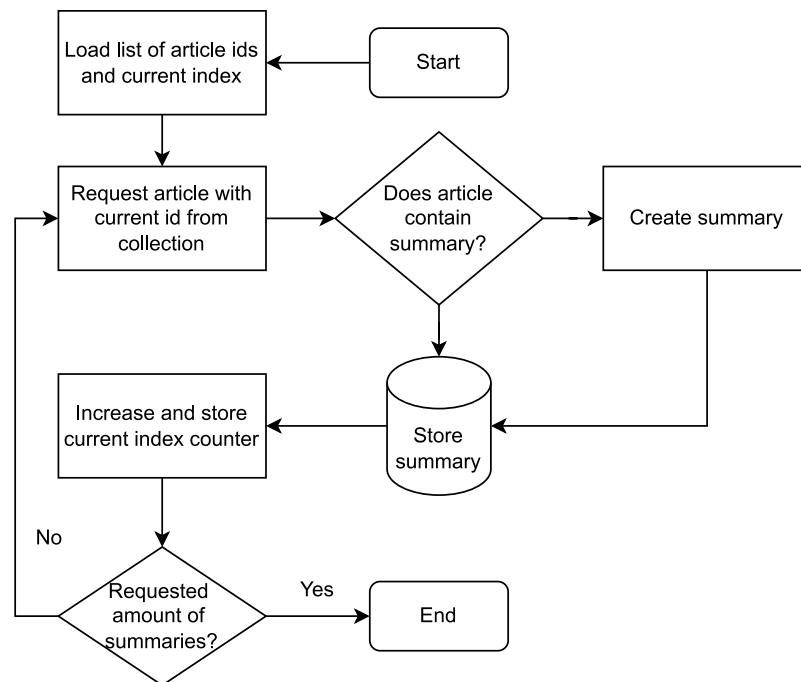 Load list of article ids
and current index
Start
Request article with
current id from
collection
Does article
contain
summary?
Create summary
Increase and store
current index counter
Store
summary
No
Requested
amount of
summaries?
Yes
End